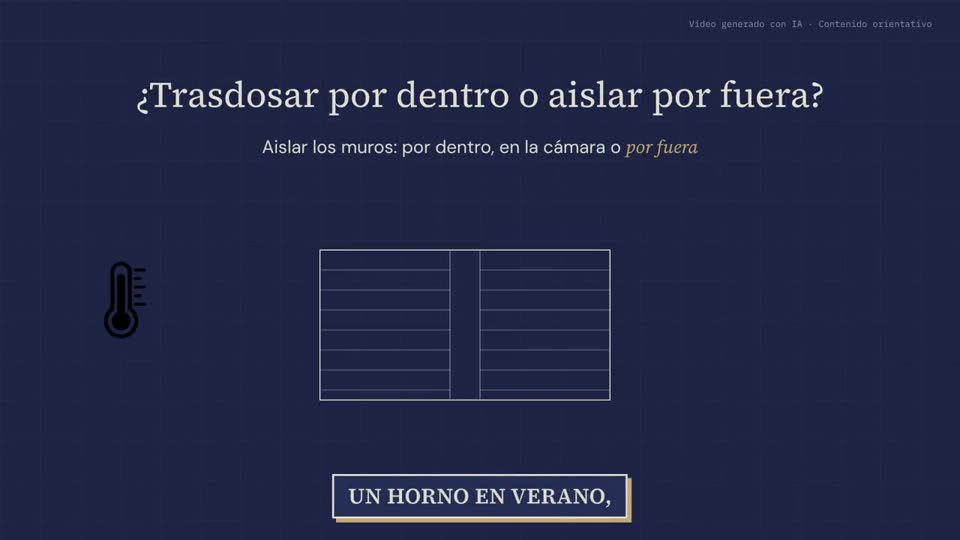 Vídeo generado con IA · Contenido orientativo
¿Trasdosar por dentro o aislar por fuera?
Aislar los muros: por dentro, en la cámara o por fuera
UN HORNO EN VERANO,